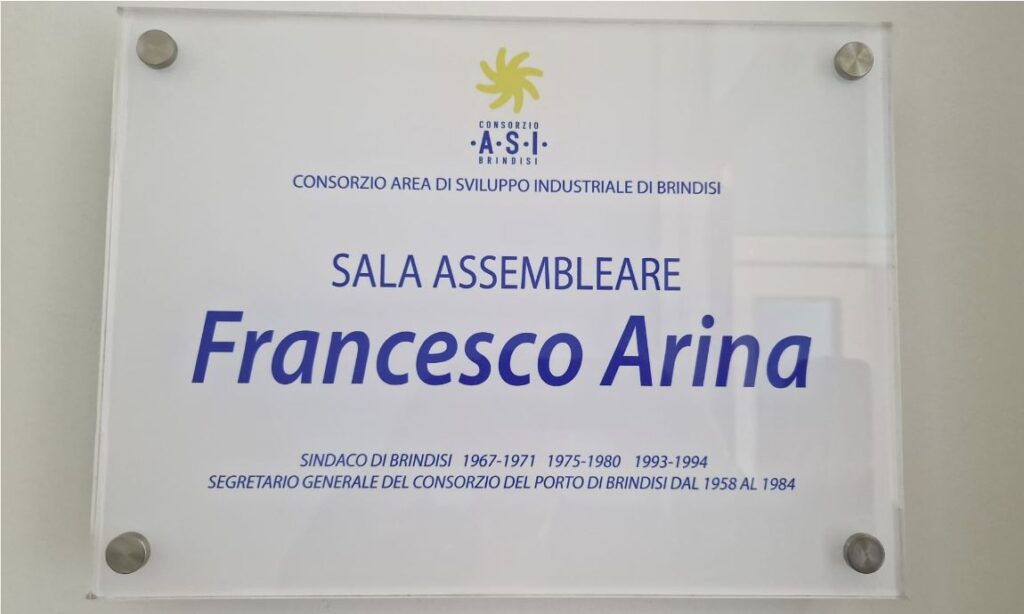 CONSORZIO
·A·S·I·
BRINDISI
CONSORZIO AREA DI SVILUPPO INDUSTRIALE DI BRINDISI
SALA ASSEMBLEARE
Francesco Arina
SINDACO DI BRINDISI 1967-1971 1975-1980 1993-1994
SEGRETARIO GENERALE DEL CONSORZIO DEL PORTO DI BRINDISI DAL 1958 AL 1984